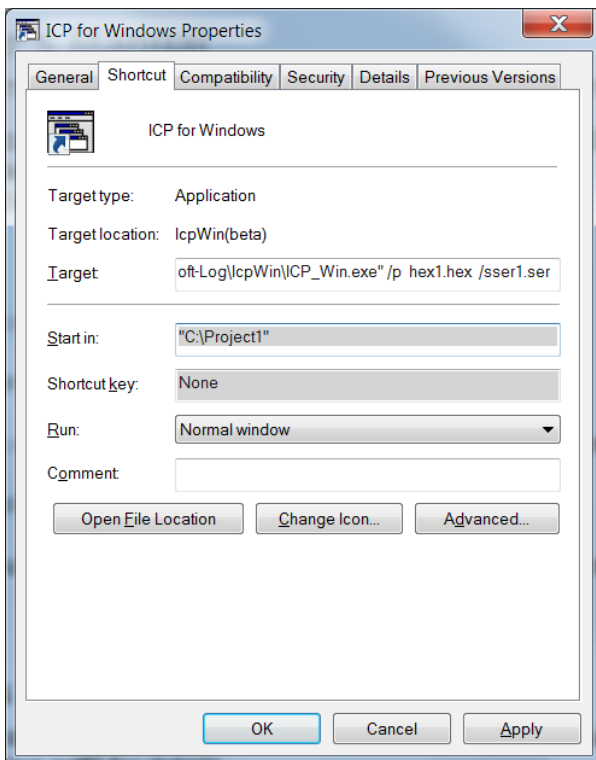 ICP for Windows Properties
General Shortcut Compatibility Security Details Previous Versions
ICP for Windows
Target type: Application
Target location: IcpWin(beta)
Target: oft-Log\IcpWin\ICP_Win.exe" /p hex1.hex /sser1.ser
Start in: "C:\Project1"
Shortcut key: None
Run: Normal window
Comment:
Open File Location Change Icon... Advanced...
OK Cancel Apply